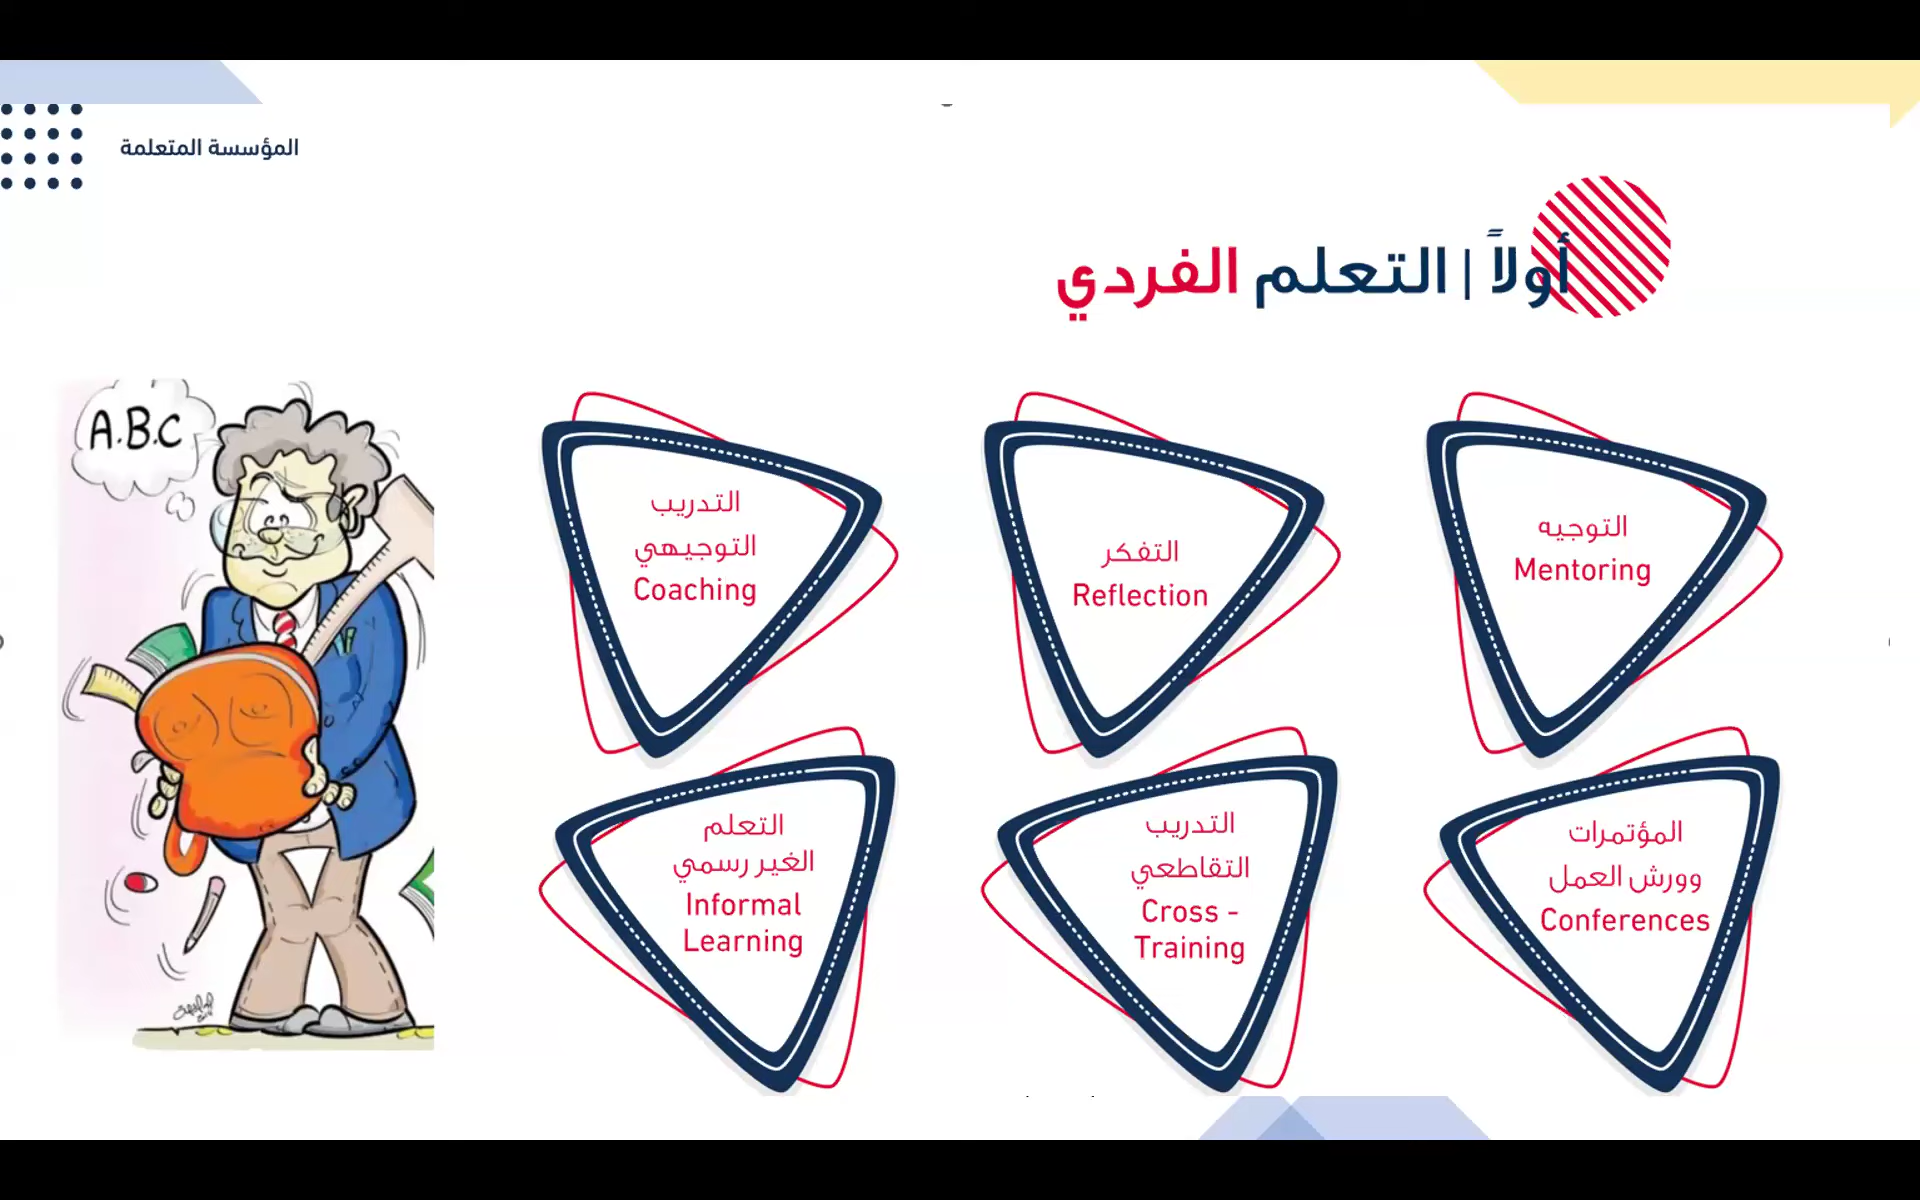 المؤسسة المتعلمة
أولاً | التعلم الفردي
A.B.C
التوجيه
Mentoring
التفكر
Reflection
التدريب
التوجيهي
Coaching
المؤتمرات
وورش العمل
Conferences
التدريب
التقاطعي
Cross -
Training
التعلم
الغير رسمي
Informal
Learning